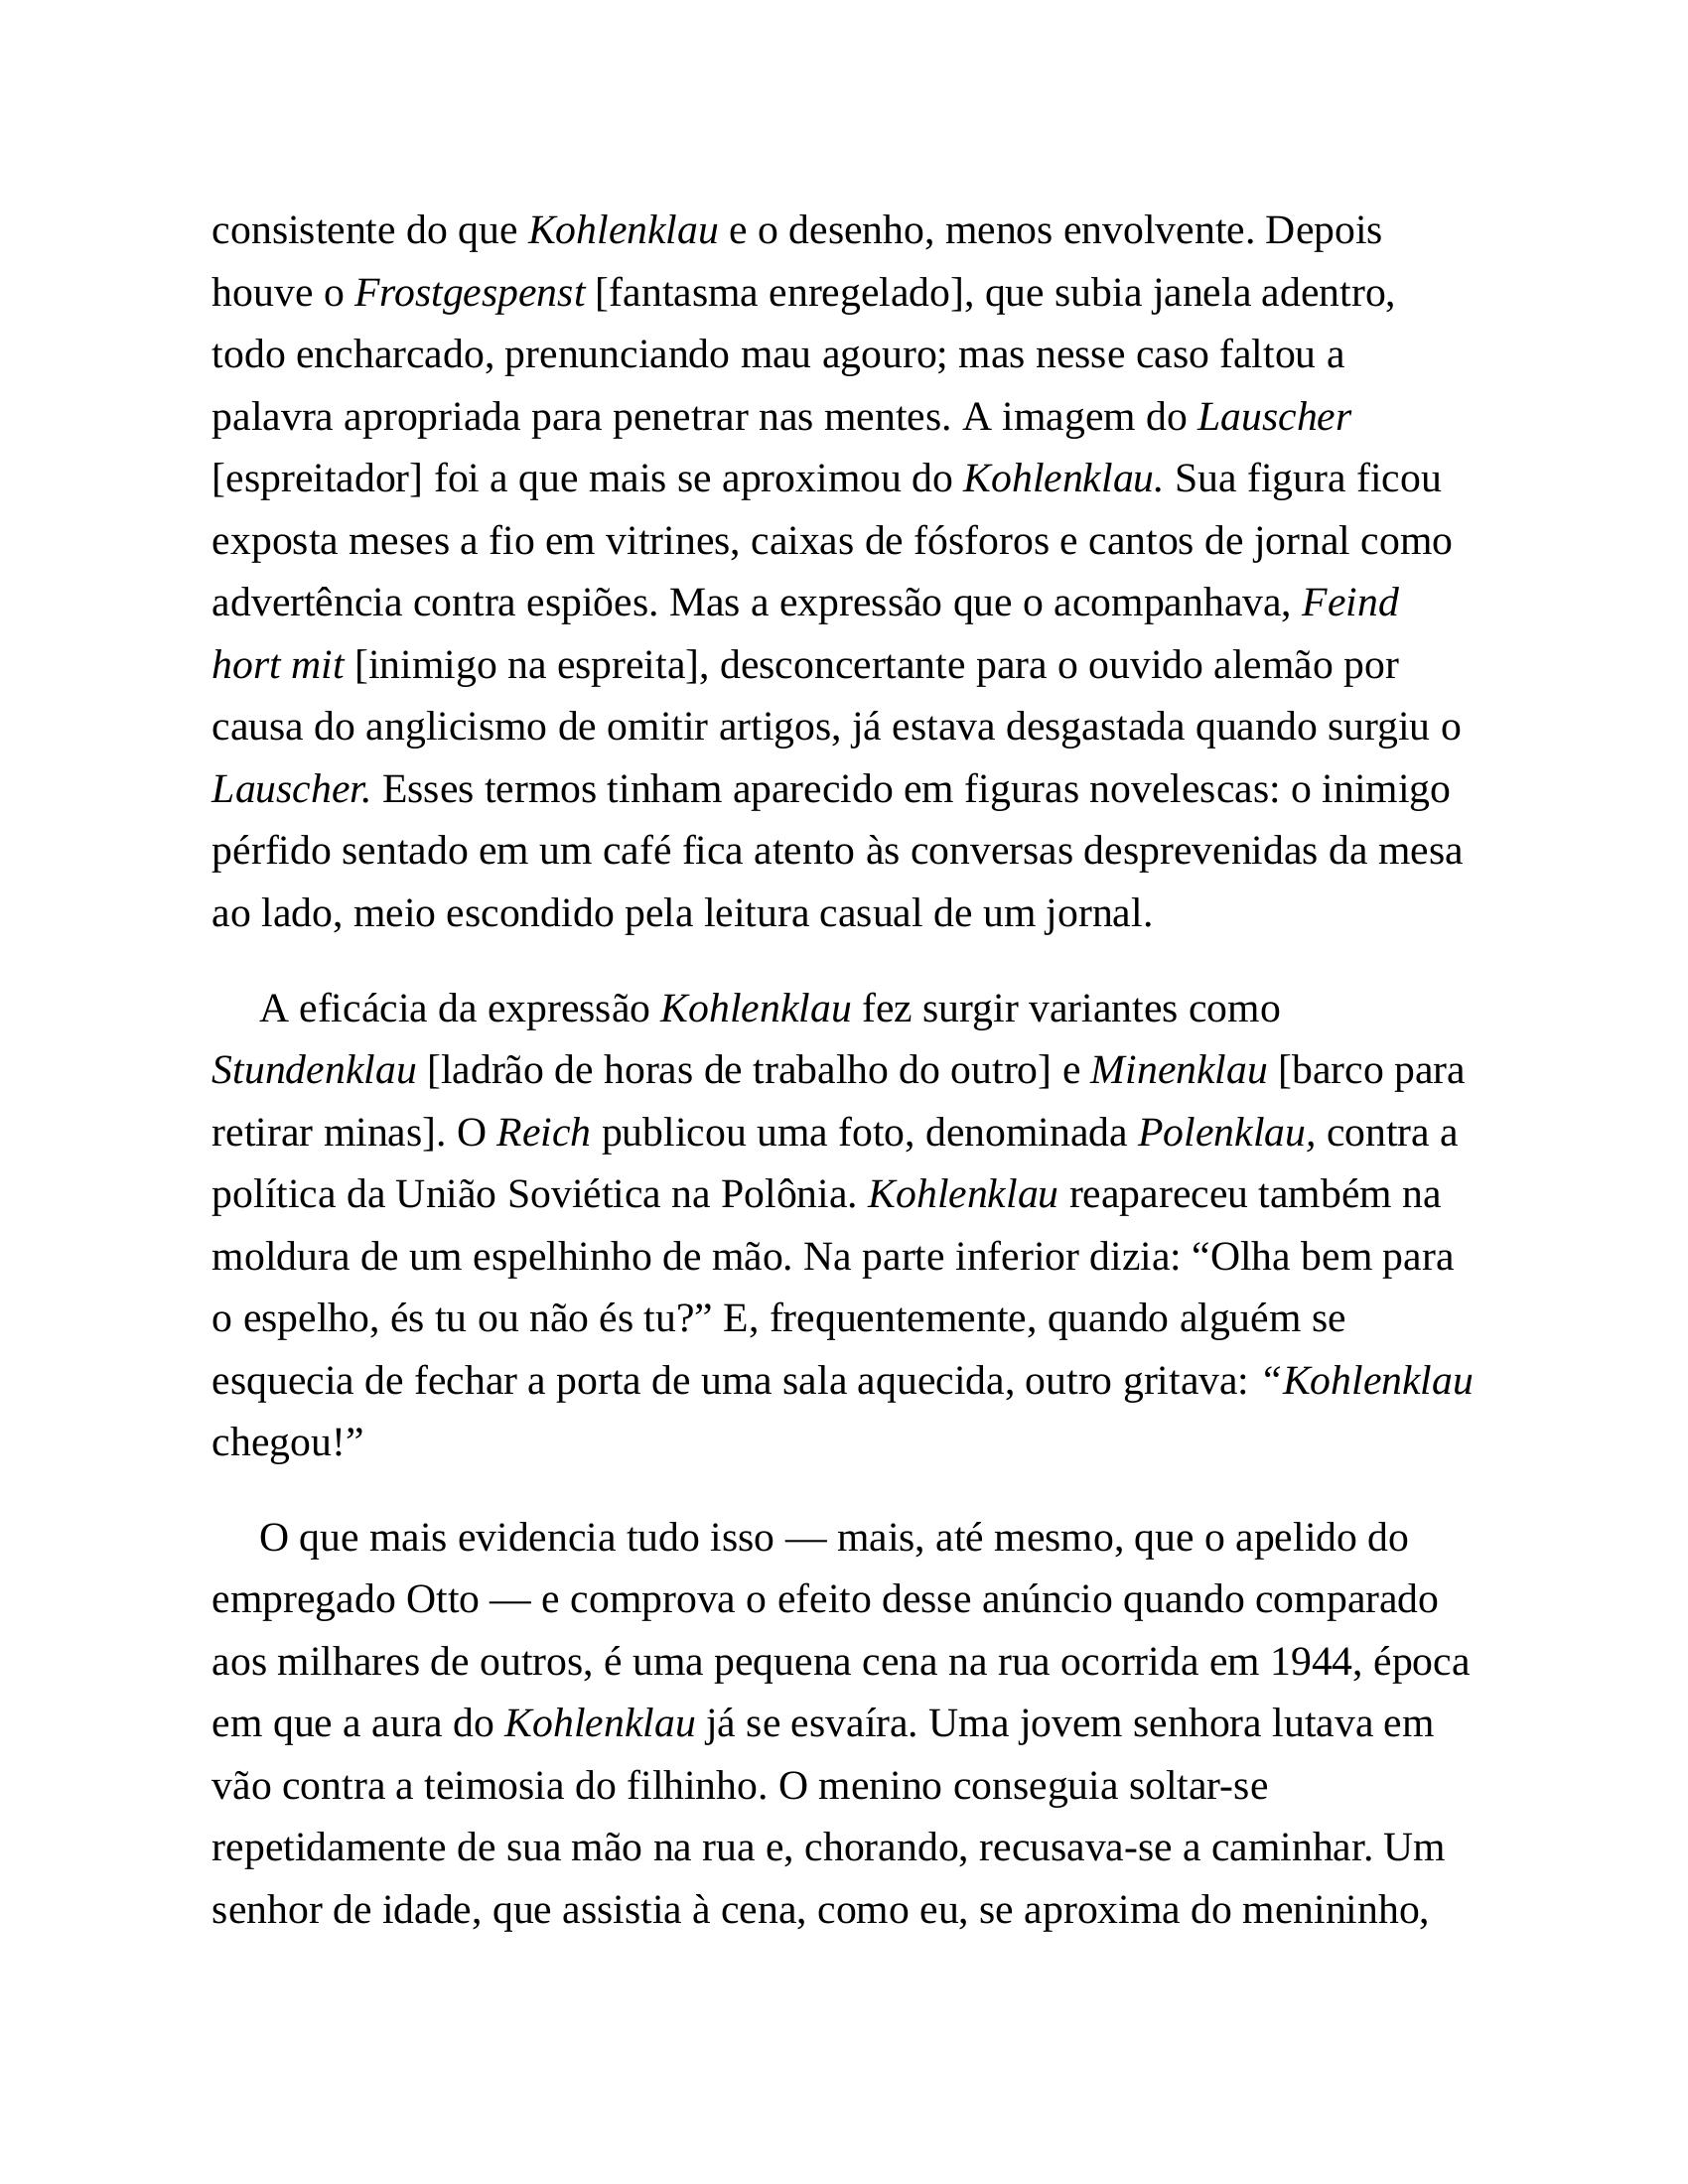 consistente do que Kohlenklau e o desenho, menos envolvente. Depois
houve o Frostgespenst [fantasma enregelado], que subia janela adentro,
todo encharcado, prenunciando mau agouro; mas nesse caso faltou a
palavra apropriada para penetrar nas mentes. A imagem do Lauscher
[espreitador] foi a que mais se aproximou do Kohlenklau. Sua figura ficou
exposta meses a fio em vitrines, caixas de fósforos e cantos de jornal como
advertência contra espiões. Mas a expressão que o acompanhava, Feind
hort mit [inimigo na espreita], desconcertante para o ouvido alemão por
causa do anglicismo de omitir artigos, já estava desgastada quando surgiu o
Lauscher. Esses termos tinham aparecido em figuras novelescas: o inimigo
pérfido sentado em um café fica atento às conversas desprevenidas da mesa
ao lado, meio escondido pela leitura casual de um jornal.
A eficácia da expressão Kohlenklau fez surgir variantes como
Stundenklau [ladrão de horas de trabalho do outro] e Minenklau [barco para
retirar minas]. O Reich publicou uma foto, denominada Polenklau, contra a
política da União Soviética na Polônia. Kohlenklau reapareceu também na
moldura de um espelhinho de mão. Na parte inferior dizia: “Olha bem para
o espelho, és tu ou não és tu?” E, frequentemente, quando alguém se
esquecia de fechar a porta de uma sala aquecida, outro gritava: “Kohlenklau
chegou!”
O que mais evidencia tudo isso — mais, até mesmo, que o apelido do
empregado Otto — e comprova o efeito desse anúncio quando comparado
aos milhares de outros, é uma pequena cena na rua ocorrida em 1944, época
em que a aura do Kohlenklau já se esvaíra. Uma jovem senhora lutava em
vão contra a teimosia do filhinho. O menino conseguia soltar-se
repetidamente de sua mão na rua e, chorando, recusava-se a caminhar. Um
senhor de idade, que assistia à cena, como eu, se aproxima do menininho,